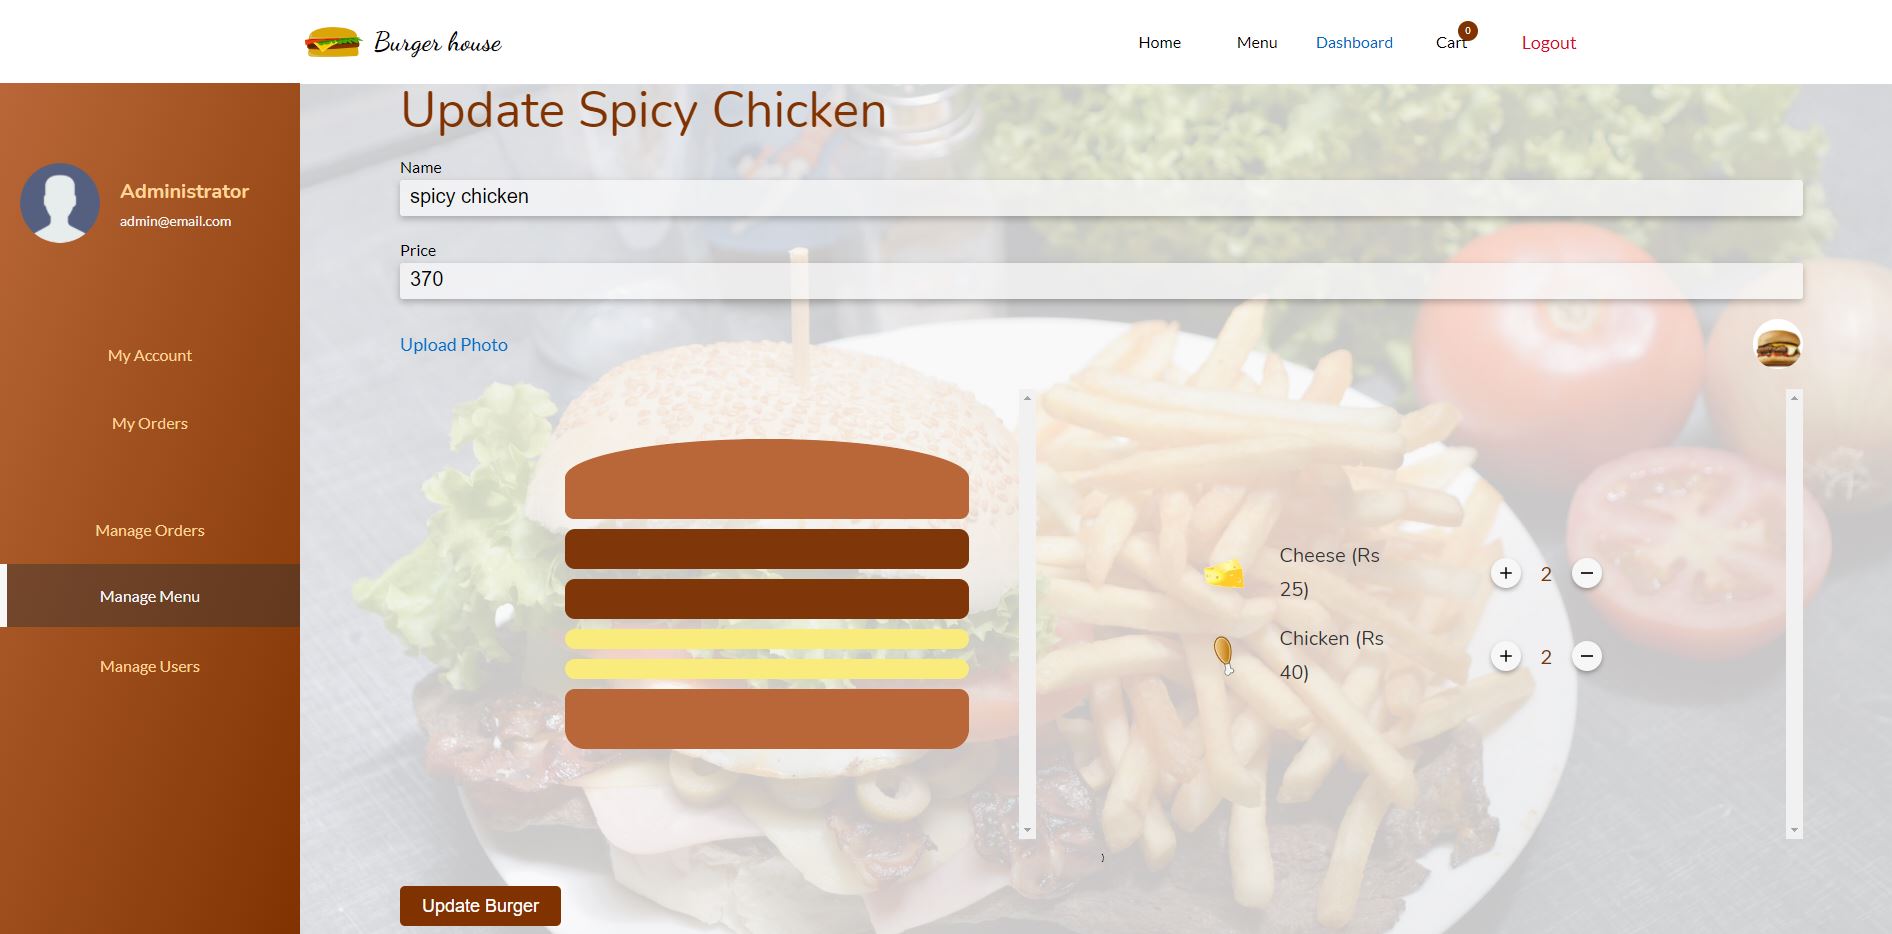 Burger house
Home Menu Dashboard Cart 0 Logout
Administrator
admin@email.com
My Account
My Orders
Manage Orders
Manage Menu
Manage Users
Update Spicy Chicken
Name
spicy chicken
Price
370
Upload Photo
Cheese (Rs
25)
+ 2 −
Chicken (Rs
40)
+ 2 −
)
Update Burger